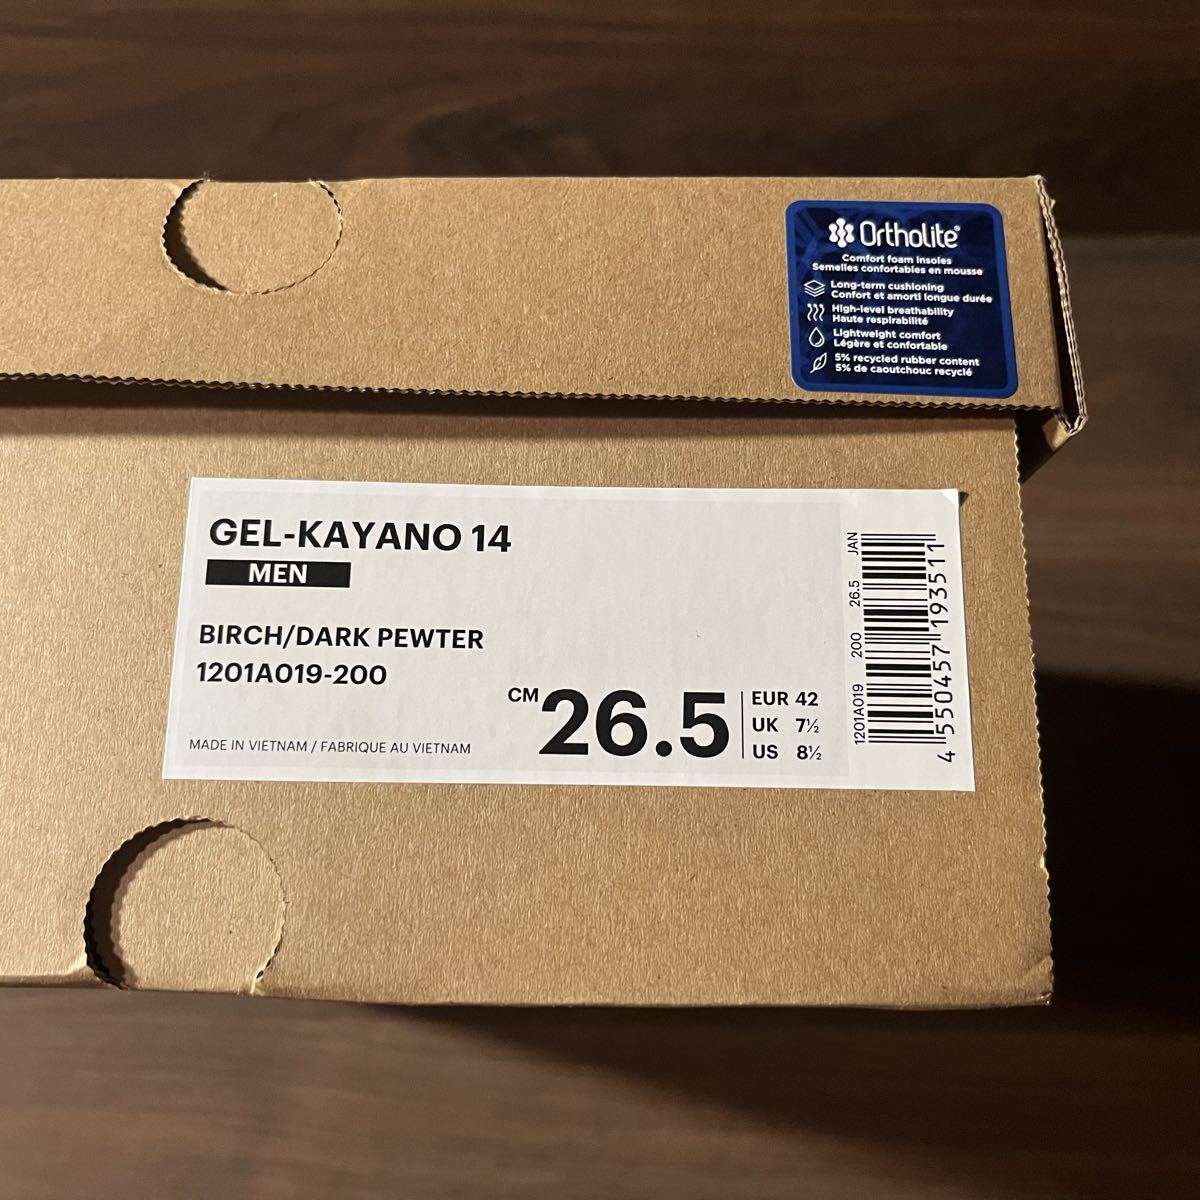 Ortholite®
Comfort foam insoles
Semelles confortables en mousse
Long-term cushioning
Confort et amorti longue durée
High-level breathability
Haute respirabilité
Lightweight comfort
Légère et confortable
5% recycled rubber content
5% de caoutchouc recyclé
GEL-KAYANO 14
MEN
BIRCH/DARK PEWTER
1201A019-200
MADE IN VIETNAM / FABRIQUE AU VIETNAM
CM 26.5
EUR 42
UK 7½
US 8½
1201A019 200 26.5 JAN
4 550457 193511